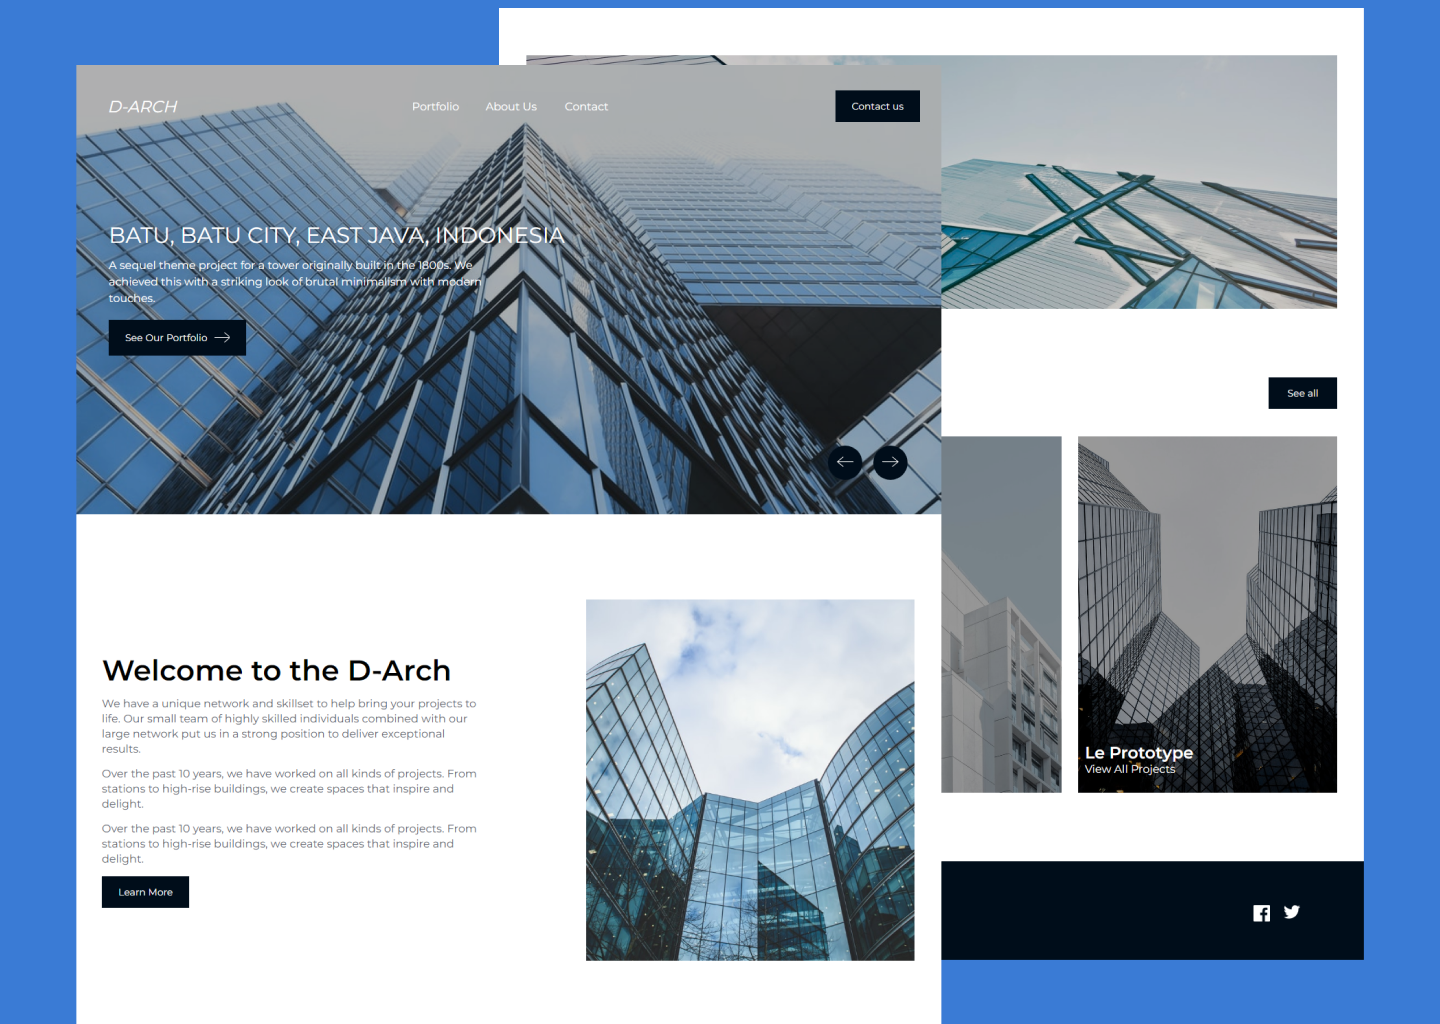 D-ARCH
Portfolio
About Us
Contact
Contact us
BATU, BATU CITY, EAST JAVA, INDONESIA
A sequel theme project for a tower originally built in the 1800s. We
achieved this with a striking look of brutal minimalism with modern
touches.
See Our Portfolio
Welcome to the D-Arch
We have a unique network and skillset to help bring your projects to
life. Our small team of highly skilled individuals combined with our
large network put us in a strong position to deliver exceptional
results.
Over the past 10 years, we have worked on all kinds of projects. From
stations to high-rise buildings, we create spaces that inspire and
delight.
Over the past 10 years, we have worked on all kinds of projects. From
stations to high-rise buildings, we create spaces that inspire and
delight.
Learn More
See all
Le Prototype
View All Projects